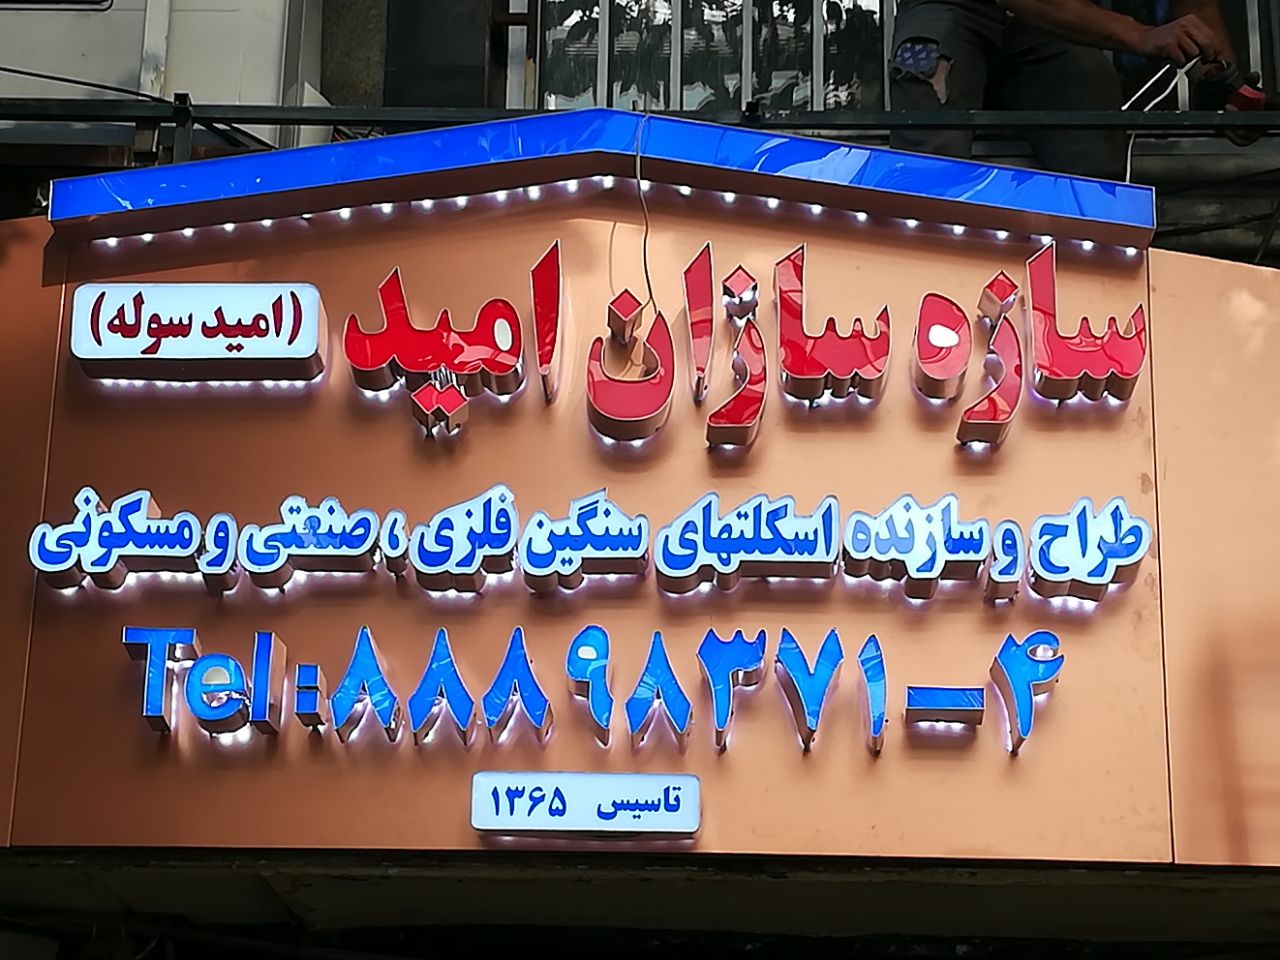 سازه سازان امید (امید سوله)
طراح و سازنده اسکلتهای سنگین فلزی ، صنعتی و مسکونی
Tel:۸۸۸۹۸۳۷۱-۴
تاسیس ۱۳۶۵